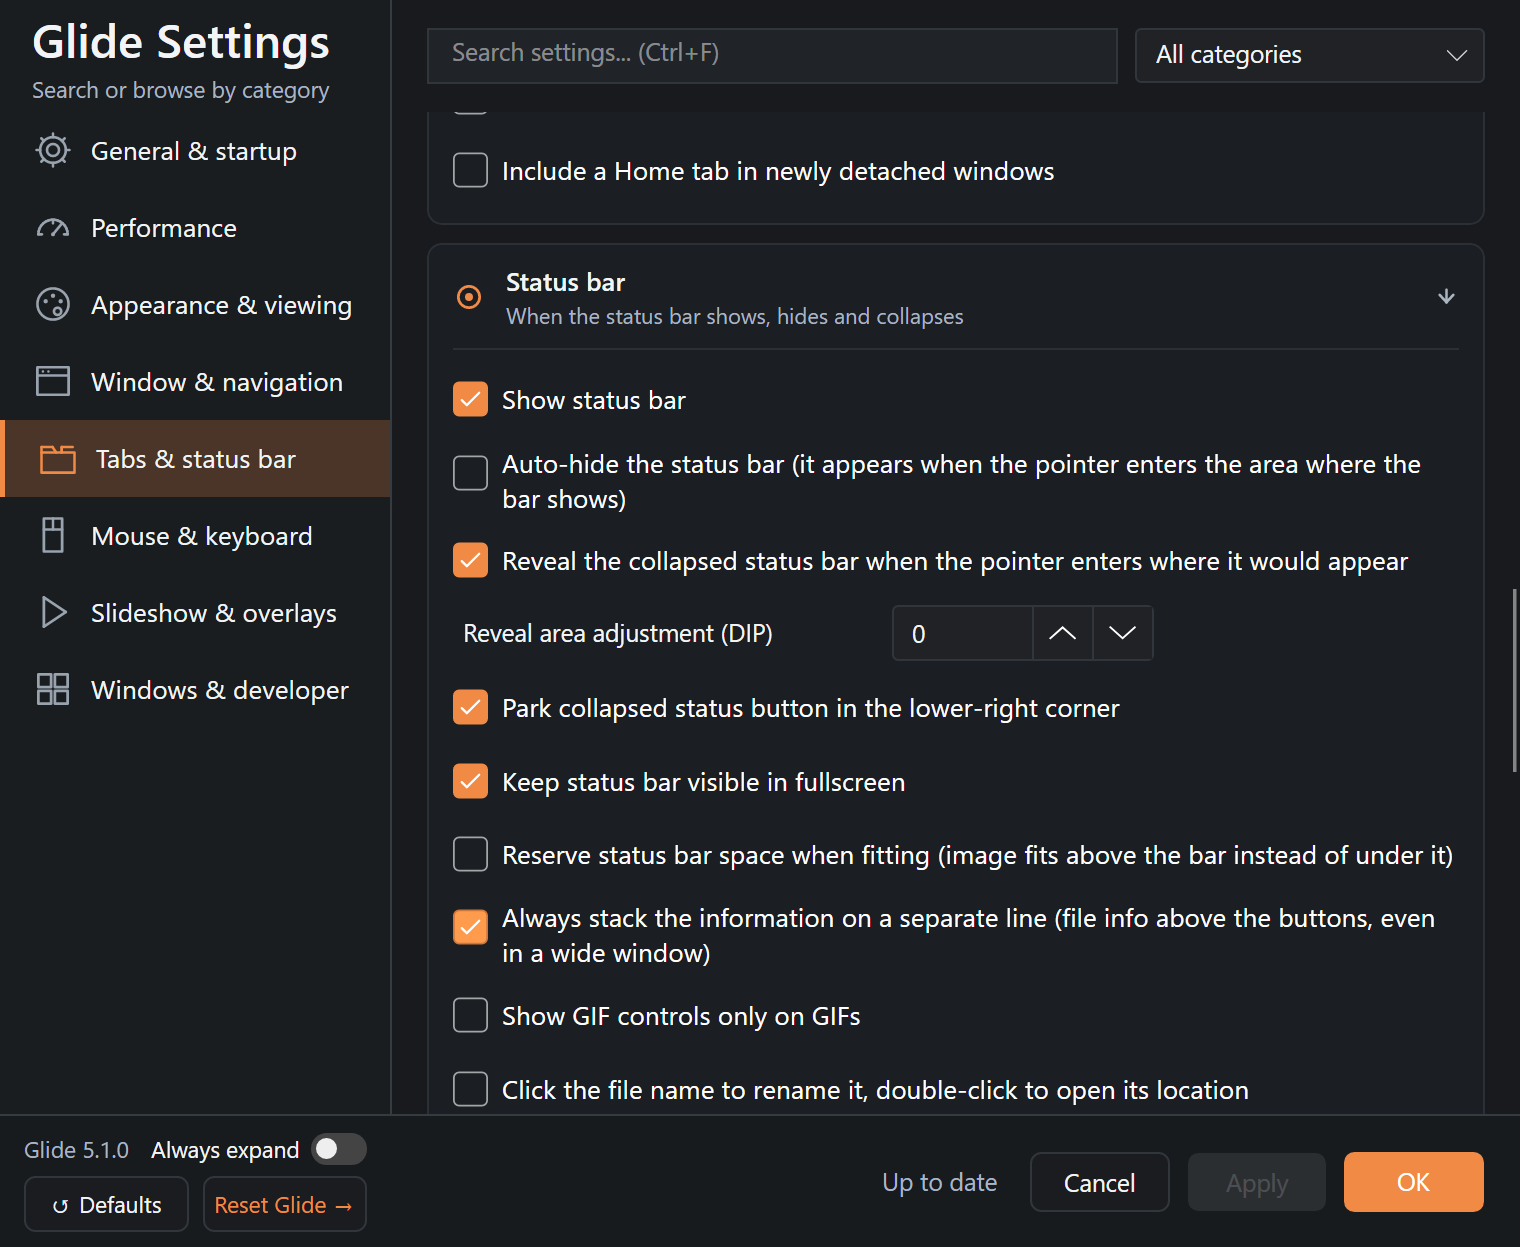 Glide Settings
Search or browse by category
General & startup
Performance
Appearance & viewing
Window & navigation
Tabs & status bar
Mouse & keyboard
Slideshow & overlays
Windows & developer
Search settings... (Ctrl+F)
All categories
Include a Home tab in newly detached windows
Status bar
When the status bar shows, hides and collapses
Show status bar
Auto-hide the status bar (it appears when the pointer enters the area where the
bar shows)
Reveal the collapsed status bar when the pointer enters where it would appear
Reveal area adjustment (DIP)
0
Park collapsed status button in the lower-right corner
Keep status bar visible in fullscreen
Reserve status bar space when fitting (image fits above the bar instead of under it)
Always stack the information on a separate line (file info above the buttons, even
in a wide window)
Show GIF controls only on GIFs
Click the file name to rename it, double-click to open its location
Glide 5.1.0
Always expand
↺ Defaults
Reset Glide →
Up to date
Cancel
Apply
OK